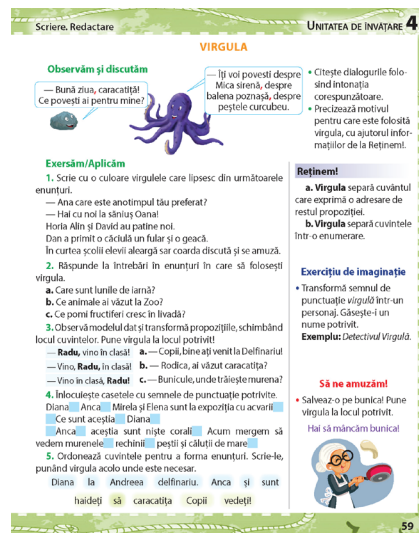 Scriere. Redactare
UNITATEA DE ÎNVĂȚARE 4
VIRGULA
Observăm și discutăm
— Bună ziua, caracatiță!
Ce povești ai pentru mine?
— Îți voi povesti despre
Mica sirenă, despre
balena poznașă, despre
peștele curcubeu.
• Citește dialogurile folo-
sind intonația
corespunzătoare.
• Precizează motivul
pentru care este folosită
virgula, cu ajutorul infor-
mațiilor de la Reținem!.
Exersăm/Aplicăm
1. Scrie cu o culoare virgulele care lipsesc din următoarele
enunțuri.
— Ana care este anotimpul tău preferat?
— Hai cu noi la săniuș Oana!
Horia Alin și David au patine noi.
Dan a primit o căciulă un fular și o geacă.
În curtea școlii elevii aleargă sar coarda discută și se amuză.
2. Răspunde la întrebări în enunțuri în care să folosești
virgula.
a. Care sunt lunile de iarnă?
b. Ce animale ai văzut la Zoo?
c. Ce pomi fructiferi cresc în livadă?
3. Observă modelul dat și transformă propozițiile, schimbând
locul cuvintelor. Pune virgula la locul potrivit!
— Radu, vino în clasă!
— Vino, Radu, în clasă!
— Vino în clasă, Radu!
a. — Copii, bine ați venit la Delfinariu!
b. — Rodica, ai văzut caracatița?
c. — Bunicule, unde trăiește murena?
4. Înlocuiește casetele cu semnele de punctuație potrivite.
Diana Anca Mirela și Elena sunt la expoziția cu acvarii
Ce sunt aceștia Diana
Anca aceștia sunt niște corali Acum mergem să
vedem murenele rechinii peștii și căluții de mare
5. Ordonează cuvintele pentru a forma enunțuri. Scrie-le,
punând virgula acolo unde este necesar.
Diana la Andreea delfinariu. Anca și sunt
haideți să caracatița Copii vedeți!
Reținem!
a. Virgula separă cuvântul
care exprimă o adresare de
restul propoziției.
b. Virgula separă cuvintele
într-o enumerare.
Exercițiu de imaginație
• Transformă semnul de
punctuație virgulă într-un
personaj. Găsește-i un
nume potrivit.
Exemplu: Detectivul Virgulă.
Să ne amuzăm!
• Salveaz-o pe bunica! Pune
virgula la locul potrivit.
Hai să mâncăm bunica!
59